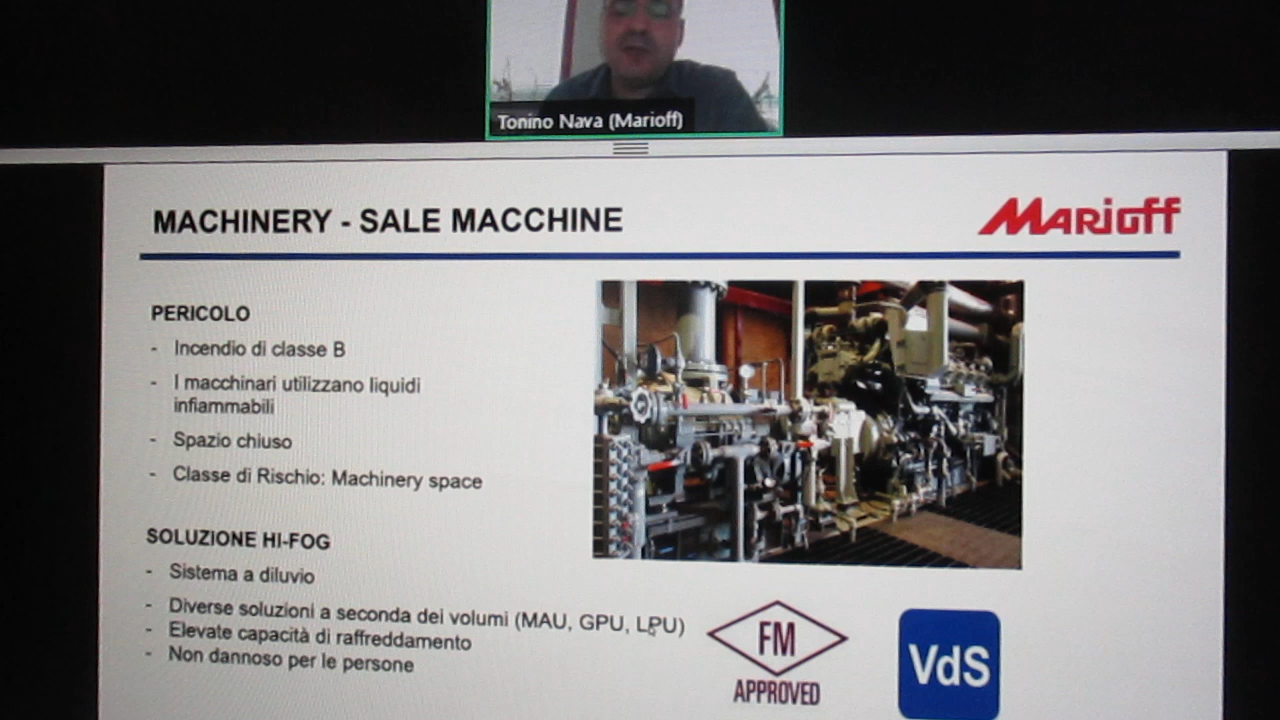 Tonino Nava (Marioff)
MACHINERY - SALE MACCHINE
MARiOFF
PERICOLO
- Incendio di classe B
- I macchinari utilizzano liquidi
infiammabili
- Spazio chiuso
- Classe di Rischio: Machinery space
SOLUZIONE HI-FOG
- Sistema a diluvio
- Diverse soluzioni a seconda dei volumi (MAU, GPU, LPU)
- Elevate capacità di raffreddamento
- Non dannoso per le persone
FM
APPROVED
VdS